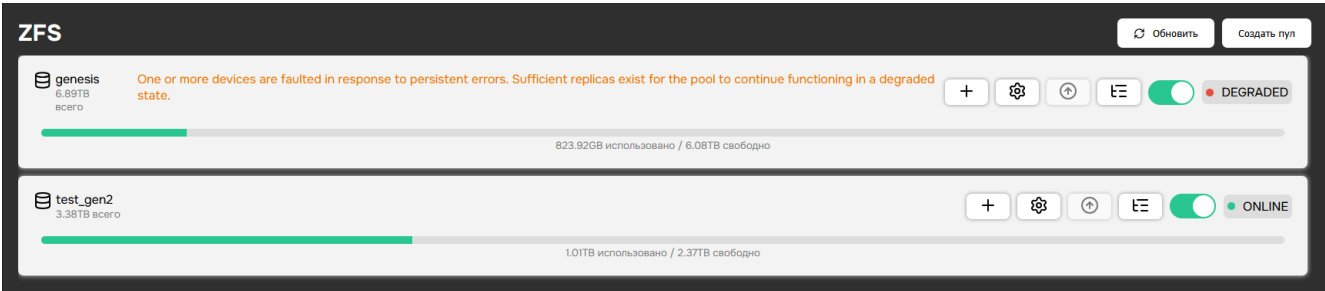 ZFS
Обновить
Создать пул
genesis
6.89TB
всего
One or more devices are faulted in response to persistent errors. Sufficient replicas exist for the pool to continue functioning in a degraded
state.
DEGRADED
823.92GB использовано / 6.08TB свободно
test_gen2
3.38TB всего
ONLINE
1.01TB использовано / 2.37TB свободно